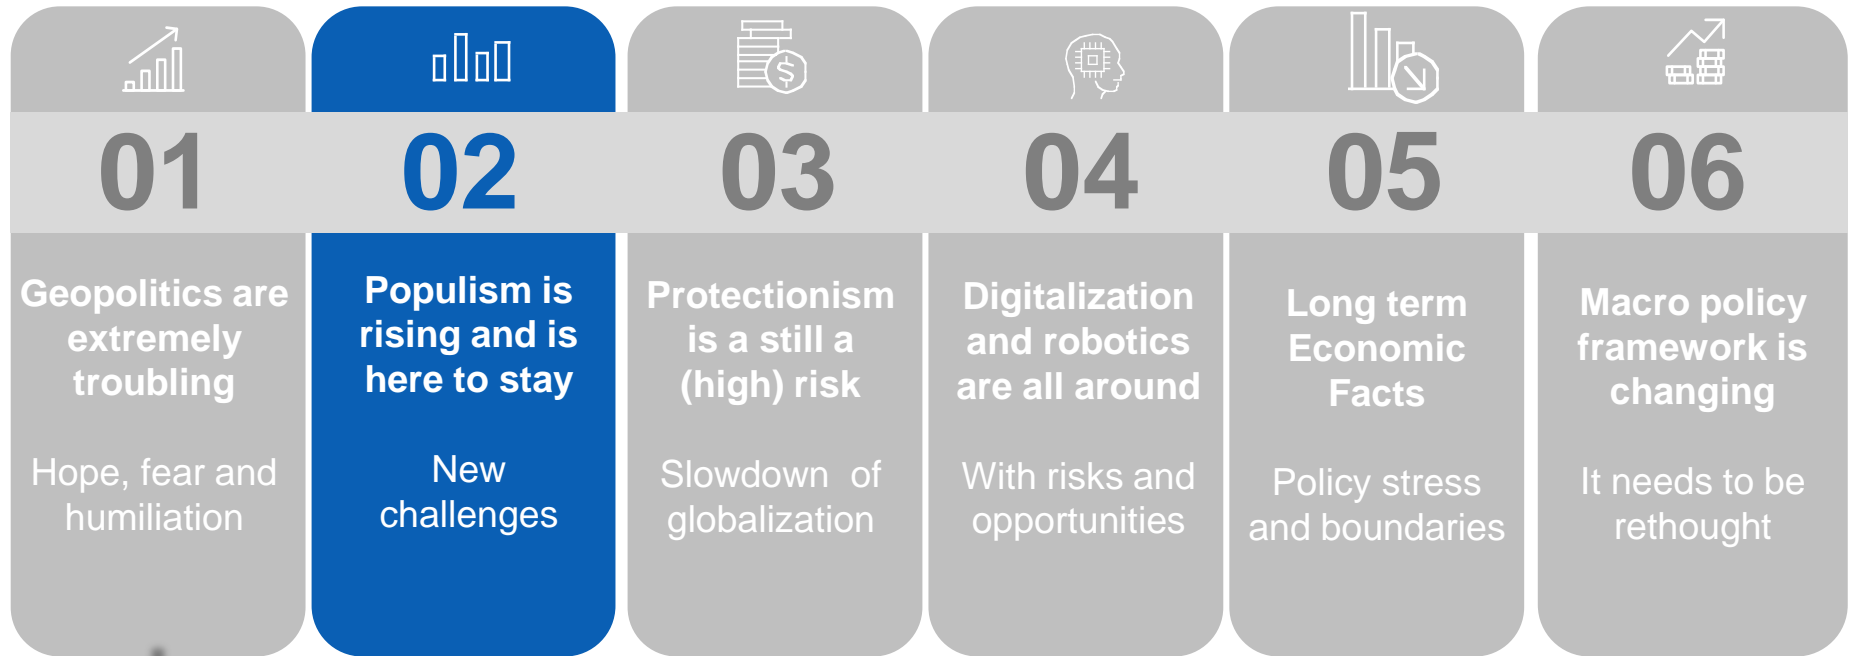 01
Geopolitics are
extremely
troubling
Hope, fear and
humiliation
02
Populism is
rising and is
here to stay
New
challenges
03
Protectionism
is a still a
(high) risk
Slowdown  of
globalization
04
Digitalization
and robotics
are all around
With risks and
opportunities
05
Long term
Economic
Facts
Policy stress
and boundaries
06
Macro policy
framework is
changing
It needs to be
rethought